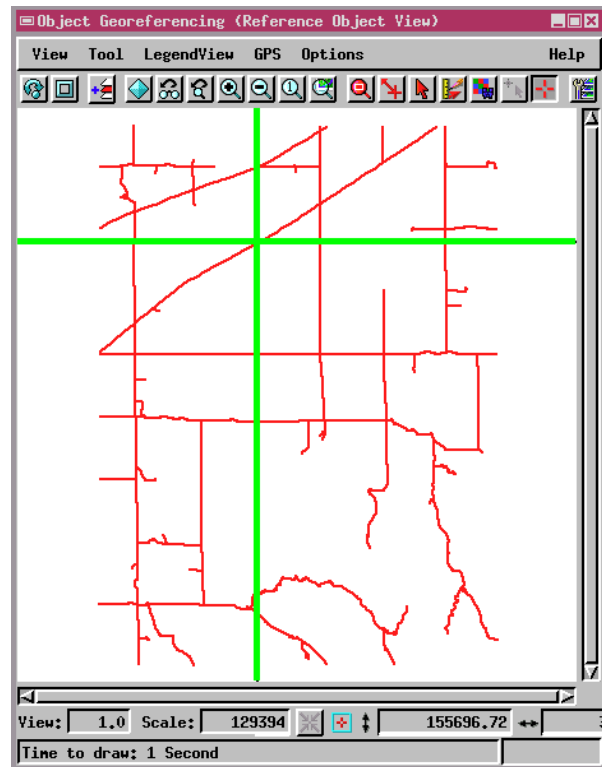 Object Georeferencing (Reference Object View)
View Tool LegendView GPS Options Help
View: 1.0 Scale: 129394 155696.72
Time to draw: 1 Second